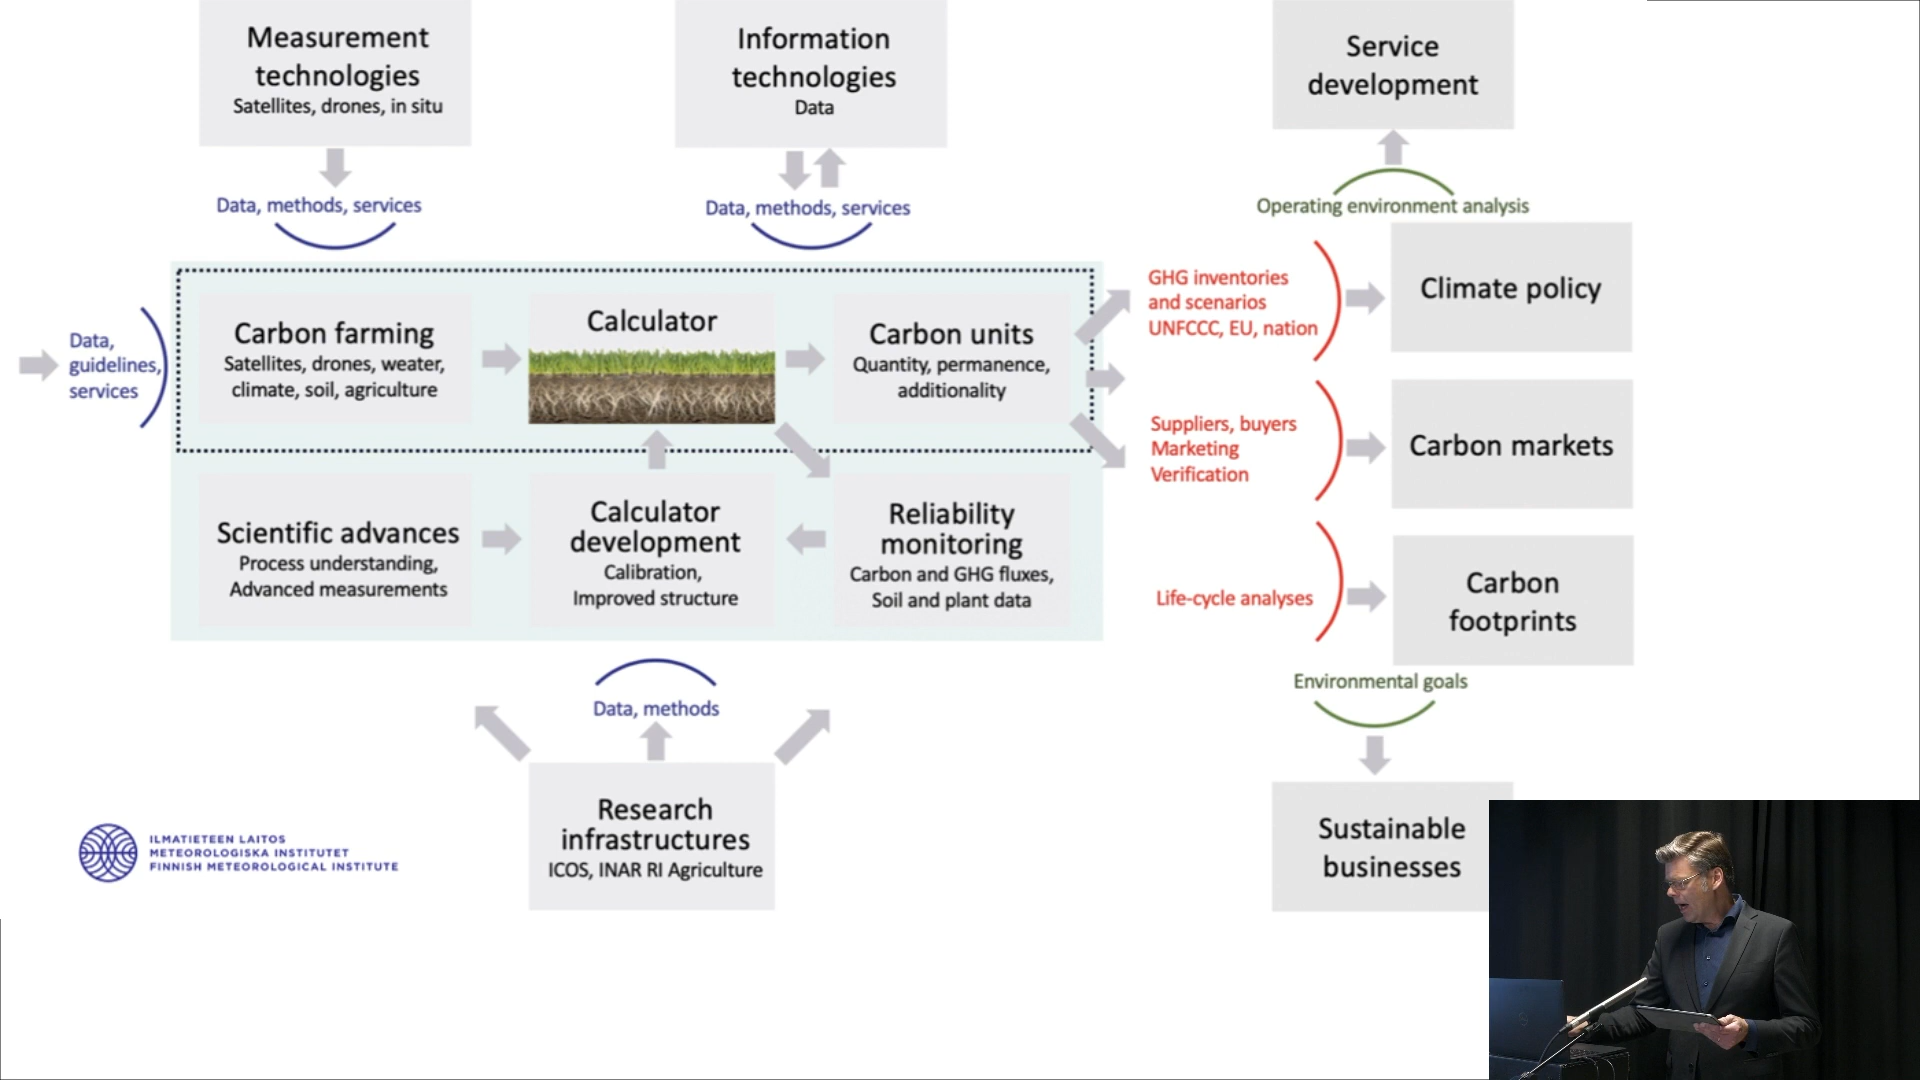 Measurement
technologies
Satellites, drones, in situ
Information
technologies
Data
Service
development
Data, methods, services
Data, methods, services
Operating environment analysis
Data,
guidelines,
services
Carbon farming
Satellites, drones, weater,
climate, soil, agriculture
Calculator
Carbon units
Quantity, permanence,
additionality
GHG inventories
and scenarios
UNFCCC, EU, nation
Climate policy
Suppliers, buyers
Marketing
Verification
Carbon markets
Scientific advances
Process understanding,
Advanced measurements
Calculator
development
Calibration,
Improved structure
Reliability
monitoring
Carbon and GHG fluxes,
Soil and plant data
Life-cycle analyses
Carbon
footprints
Environmental goals
Data, methods
Research
infrastructures
ICOS, INAR RI Agriculture
Sustainable
businesses
ILMATIETEEN LAITOS
METEOROLOGISKA INSTITUTET
FINNISH METEOROLOGICAL INSTITUTE